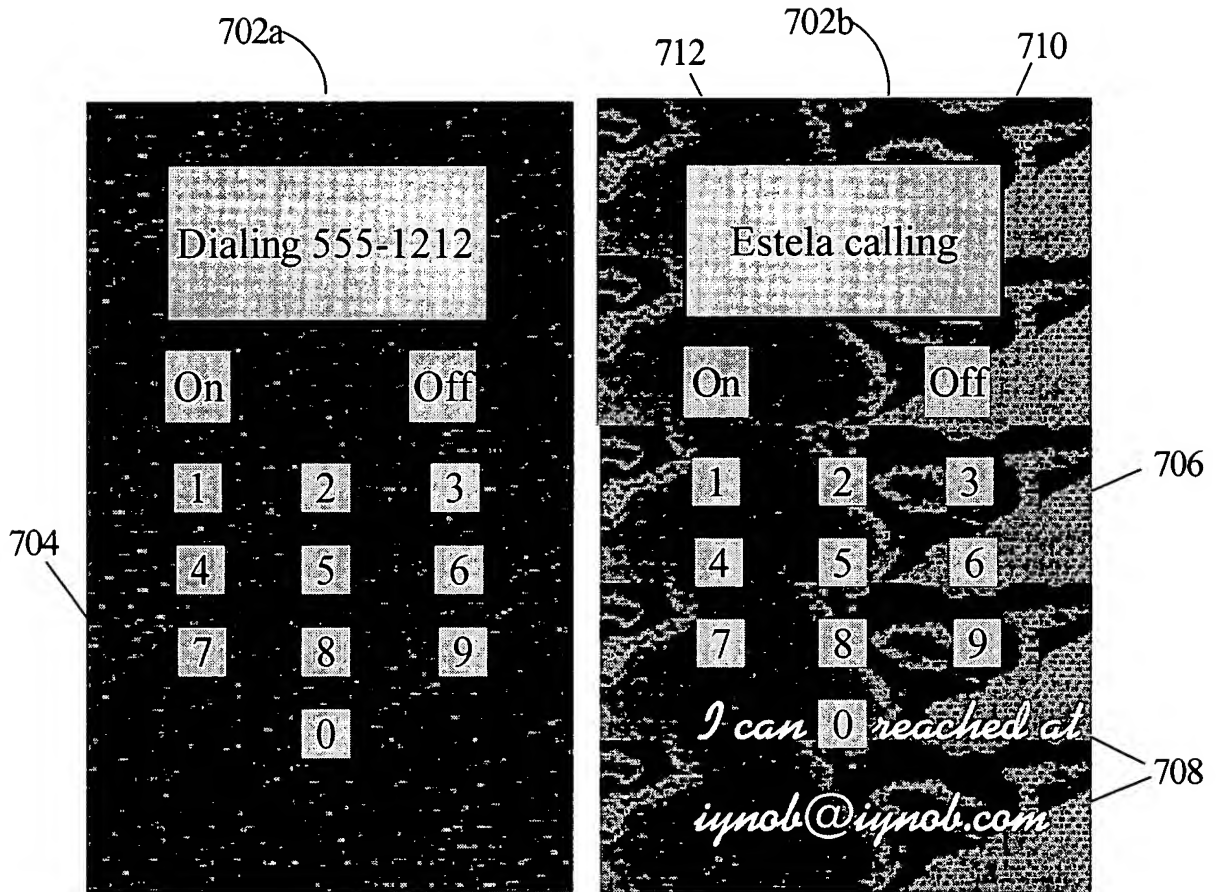 702a
702b
712
710
Dialing 555-1212
Estela calling
On Off
On Off
1 2 3
1 2 3
706
704
4 5 6
4 5 6
7 8 9
7 8 9
0
I can 0 reached at
708
iynob@iynob.com